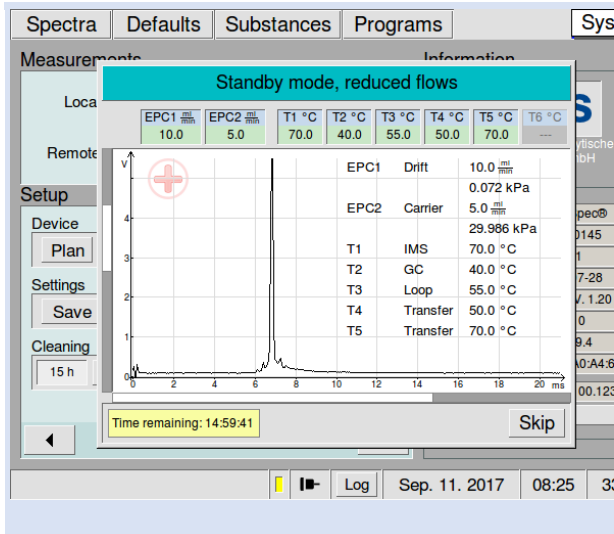 Spectra Defaults Substances Programs Sys
Measurements Information
Standby mode, reduced flows
Loca
EPC1 ml/min EPC2 ml/min T1 °C T2 °C T3 °C T4 °C T5 °C T6 °C
10.0 5.0 70.0 40.0 55.0 50.0 70.0 ---
s
ytische
bH
Remote
V
EPC1 Drift 10.0 ml/min
0.072 kPa
EPC2 Carrier 5.0 ml/min
29.986 kPa
T1 IMS 70.0 °C
T2 GC 40.0 °C
T3 Loop 55.0 °C
T4 Transfer 50.0 °C
T5 Transfer 70.0 °C
4
3
2
1
0
0 2 4 6 8 10 12 14 16 18 20 ms
Setup
Device
Plan
Settings
Save
Cleaning
15 h
pec®
0145
1
7-28
V. 1.20
0
9.4
A0:A4:6
00.123
Time remaining: 14:59:41 Skip
Log Sep. 11. 2017 08:25 33